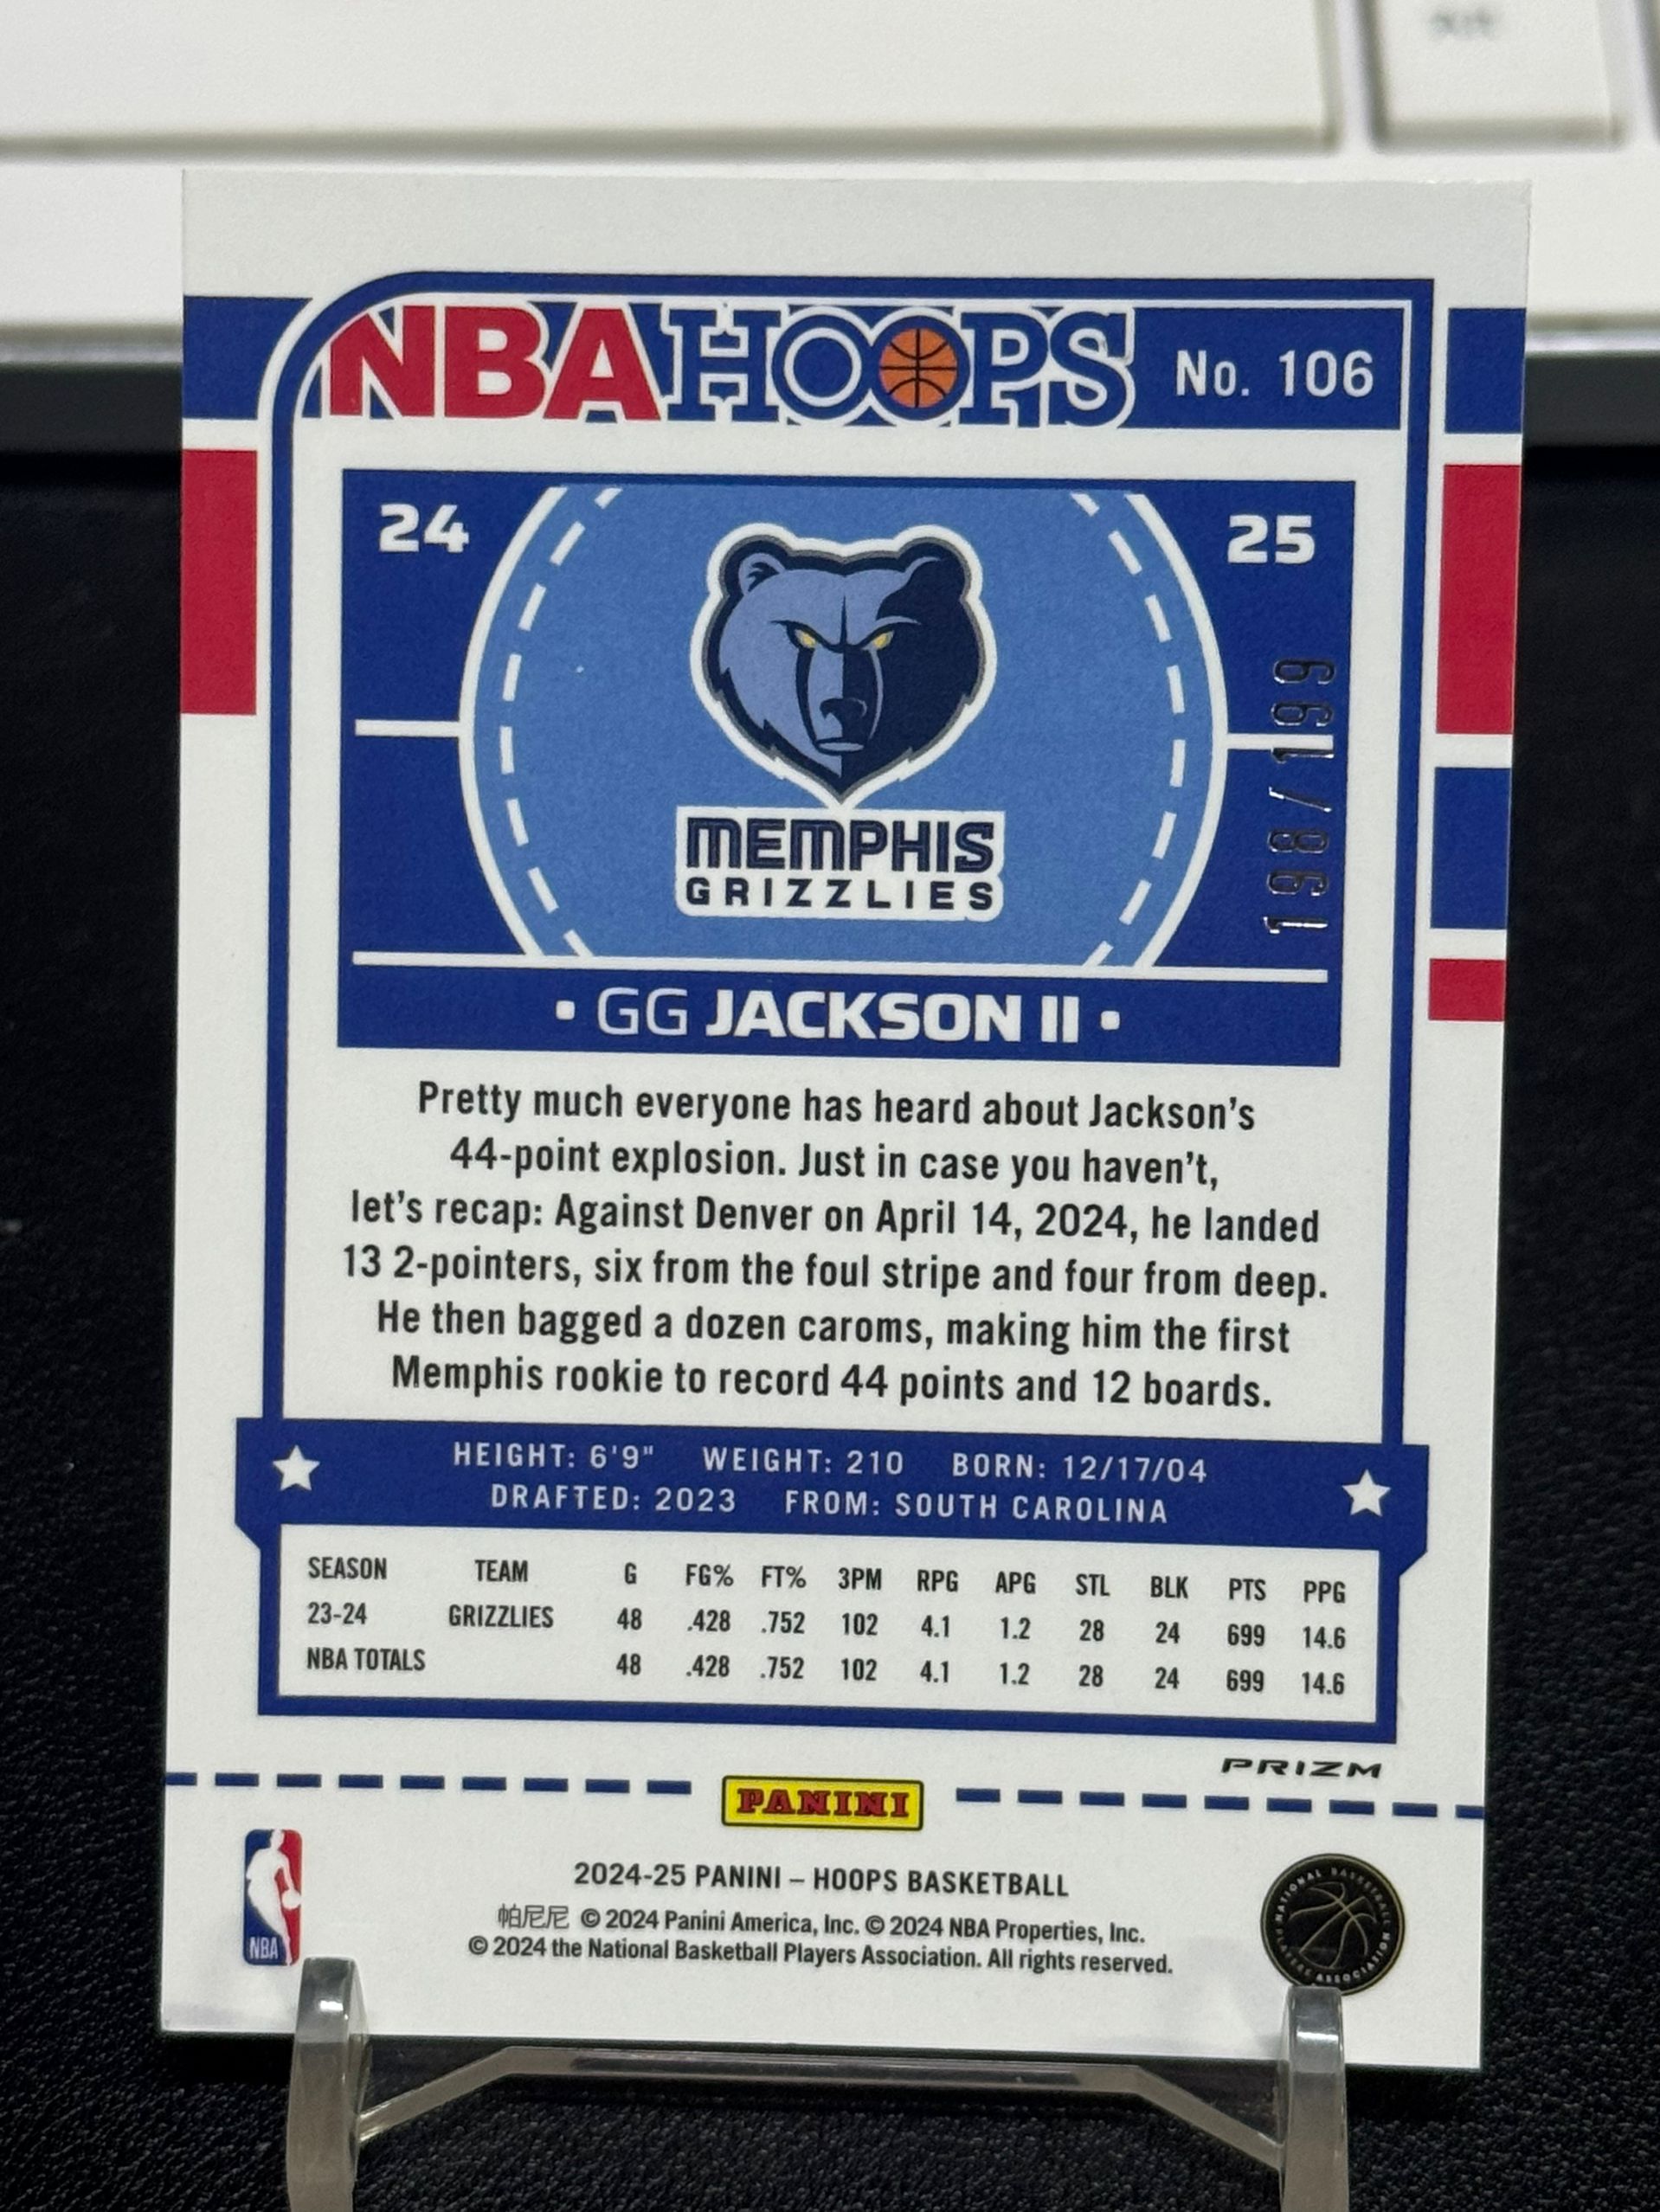 NBA HOOPS No. 106
24 25
MEMPHIS
GRIZZLIES
198/199
• GG JACKSON II •
Pretty much everyone has heard about Jackson's
44-point explosion. Just in case you haven't,
let's recap: Against Denver on April 14, 2024, he landed
13 2-pointers, six from the foul stripe and four from deep.
He then bagged a dozen caroms, making him the first
Memphis rookie to record 44 points and 12 boards.
HEIGHT: 6'9" WEIGHT: 210 BORN: 12/17/04
DRAFTED: 2023 FROM: SOUTH CAROLINA
SEASON TEAM G FG% FT% 3PM RPG APG STL BLK PTS PPG
23-24 GRIZZLIES 48 .428 .752 102 4.1 1.2 28 24 699 14.6
NBA TOTALS 48 .428 .752 102 4.1 1.2 28 24 699 14.6
PRIZM
PANINI
2024-25 PANINI – HOOPS BASKETBALL
帕尼尼 © 2024 Panini America, Inc. © 2024 NBA Properties, Inc.
© 2024 the National Basketball Players Association. All rights reserved.
NBA
NATIONAL BASKETBALL PLAYERS ASSOCIATION